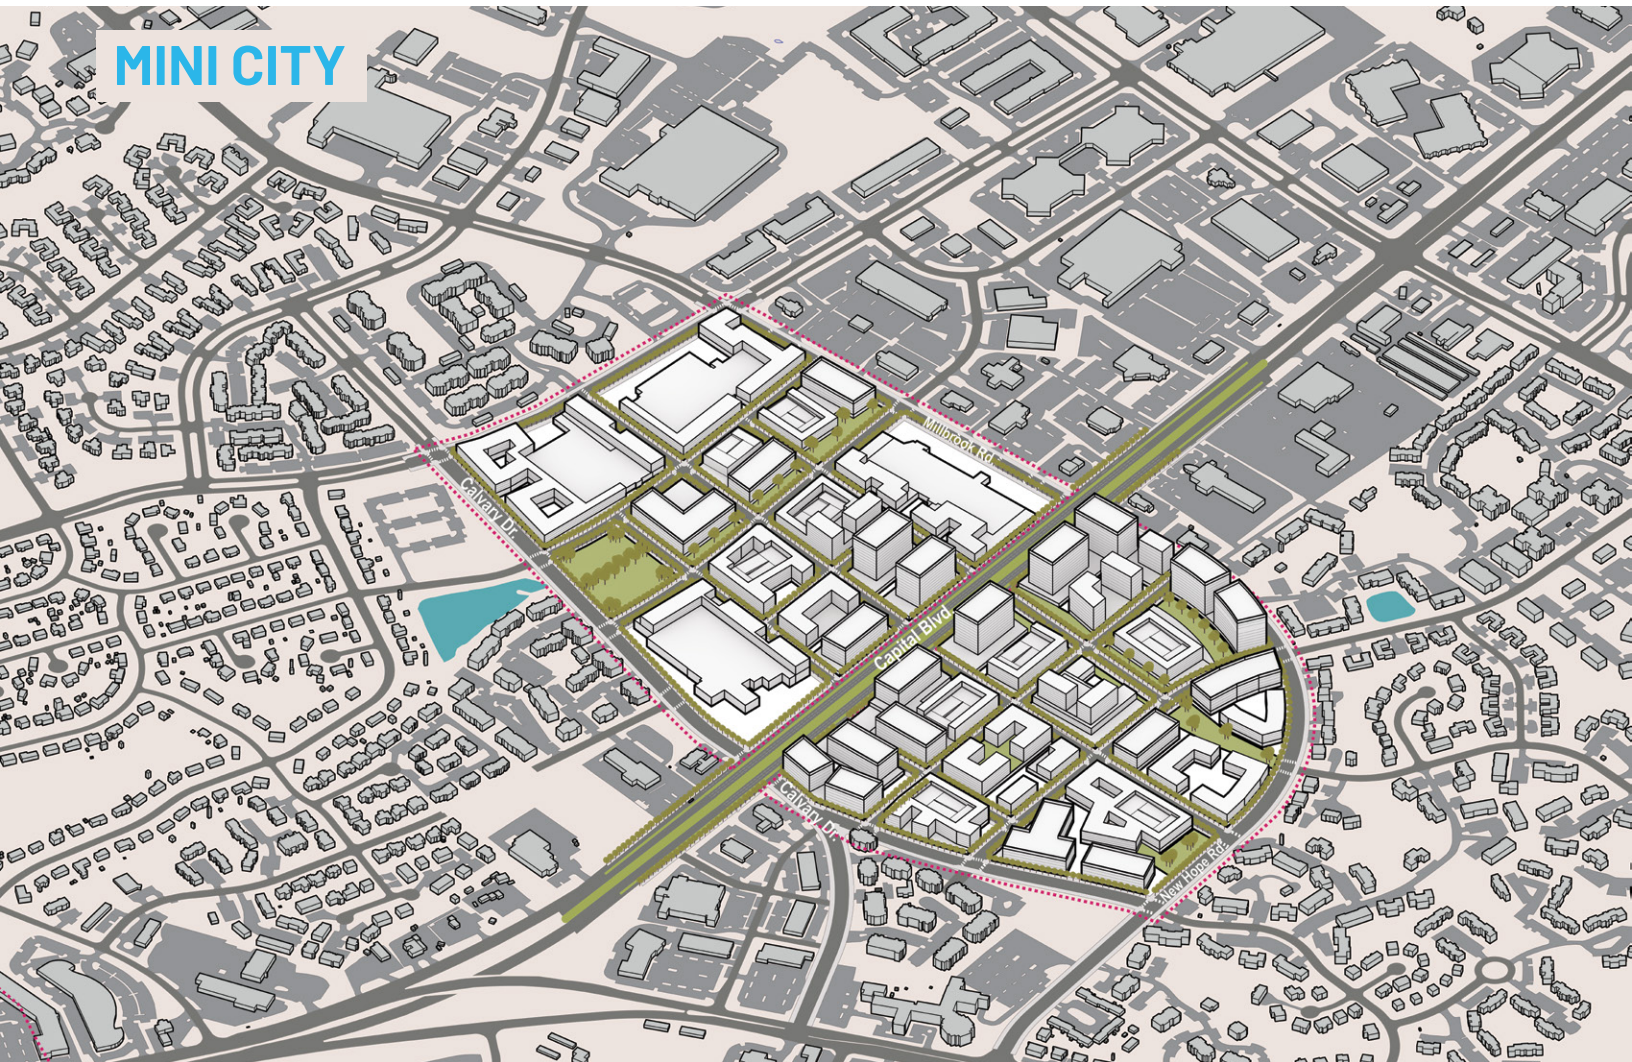 MINI CITY
Millbrook Rd.
Calvary Dr.
Capital Blvd
Calvary Dr.
New Hope Rd.